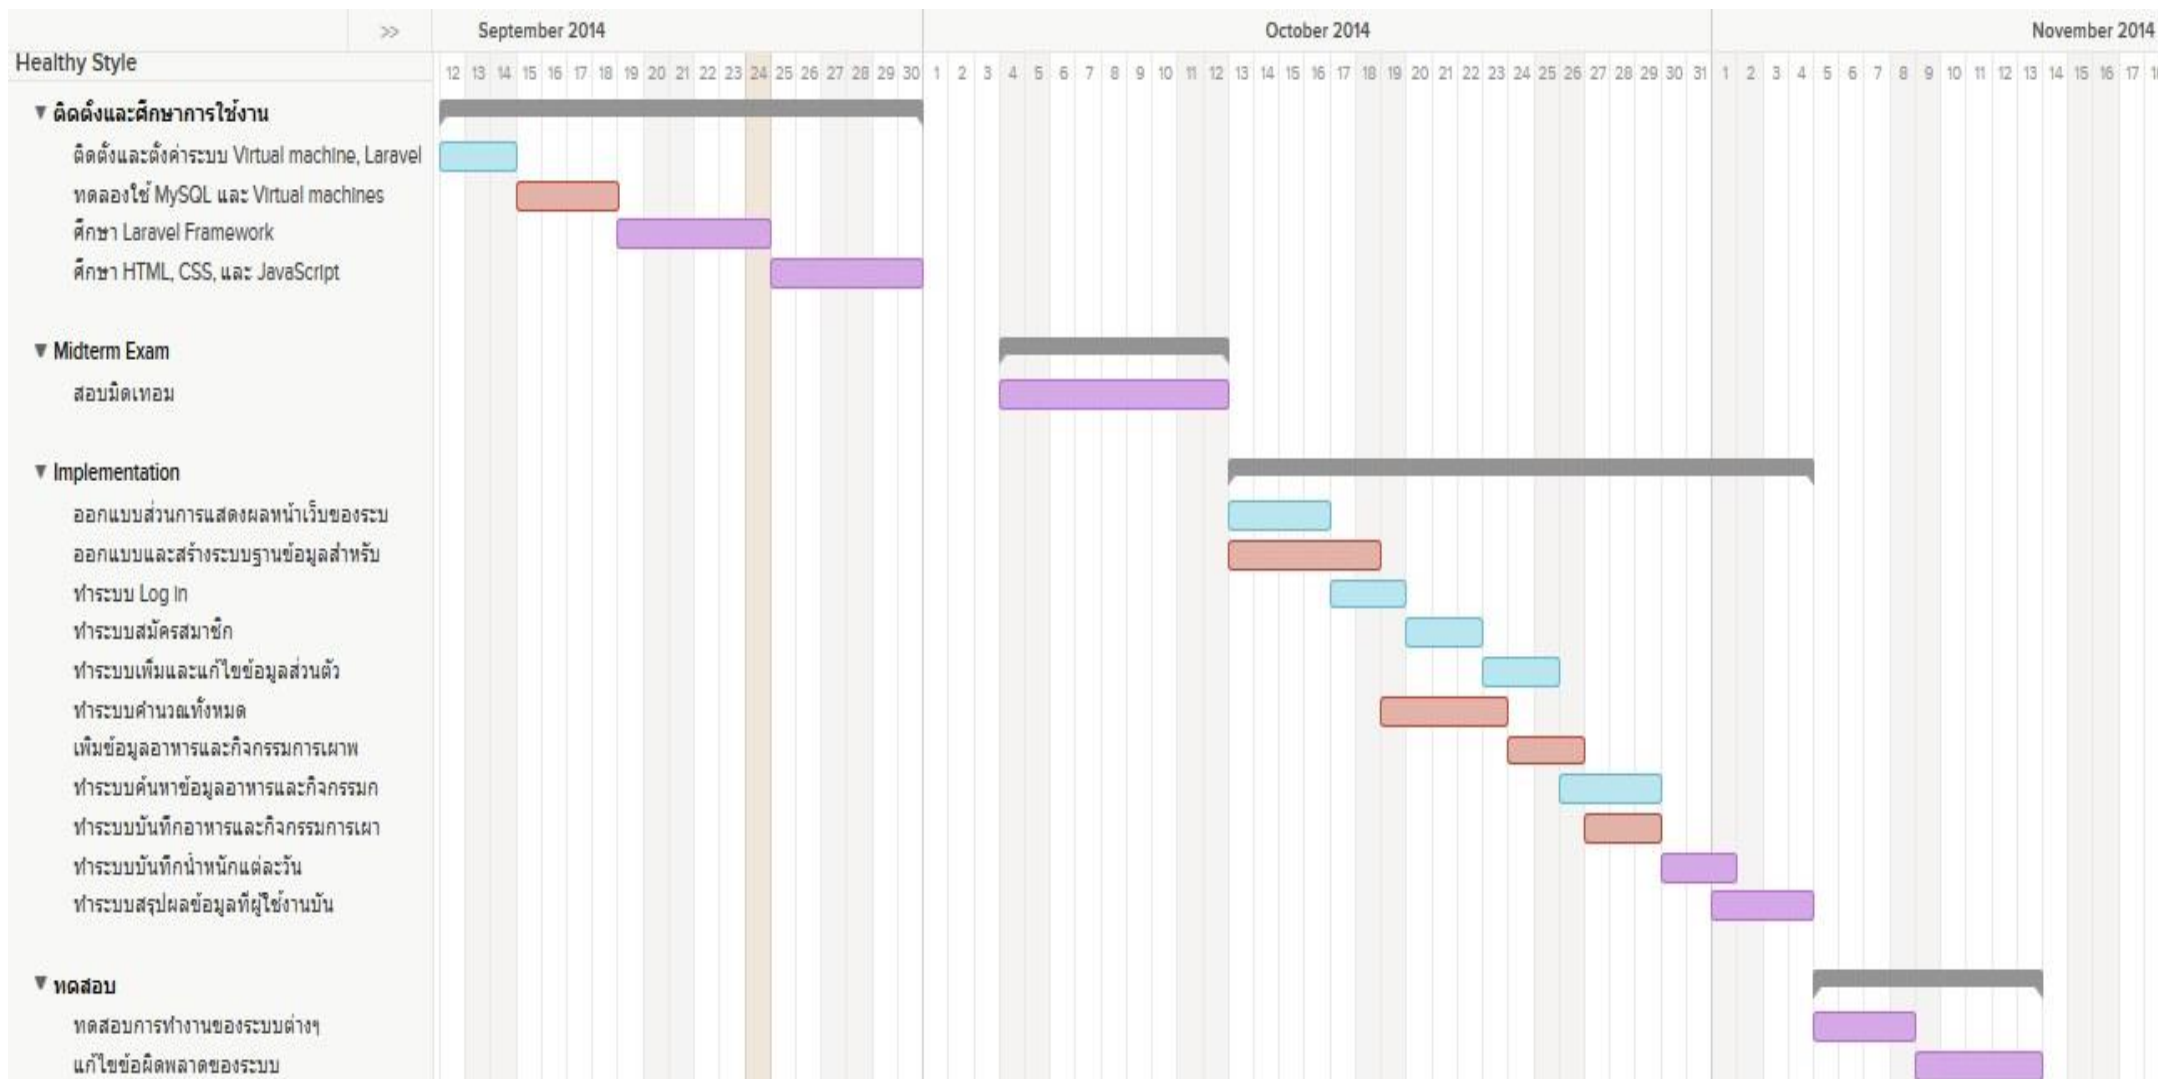 >> September 2014 October 2014 November 2014
Healthy Style
12 13 14 15 16 17 18 19 20 21 22 23 24 25 26 27 28 29 30 1 2 3 4 5 6 7 8 9 10 11 12 13 14 15 16 17 18 19 20 21 22 23 24 25 26 27 28 29 30 31 1 2 3 4 5 6 7 8 9 10 11 12 13 14 15 16 17
ติดตั้งและศึกษาการใช้งาน
ติดตั้งและตั้งค่าระบบ Virtual machine, Laravel
ทดลองใช้ MySQL และ Virtual machines
ศึกษา Laravel Framework
ศึกษา HTML, CSS, และ JavaScript
Midterm Exam
สอบมิดเทอม
Implementation
ออกแบบส่วนการแสดงผลหน้าเว็บของระบ
ออกแบบและสร้างระบบฐานข้อมูลสำหรับ
ทำระบบ Log in
ทำระบบสมัครสมาชิก
ทำระบบเพิ่มและแก้ไขข้อมูลส่วนตัว
ทำระบบคำนวณทั้งหมด
เพิ่มข้อมูลอาหารและกิจกรรมการเผาพ
ทำระบบค้นหาข้อมูลอาหารและกิจกรรมก
ทำระบบบันทึกอาหารและกิจกรรมการเผา
ทำระบบบันทึกน้ำหนักแต่ละวัน
ทำระบบสรุปผลข้อมูลที่ผู้ใช้งานบัน
ทดสอบ
ทดสอบการทำงานของระบบต่างๆ
แก้ไขข้อผิดพลาดของระบบ